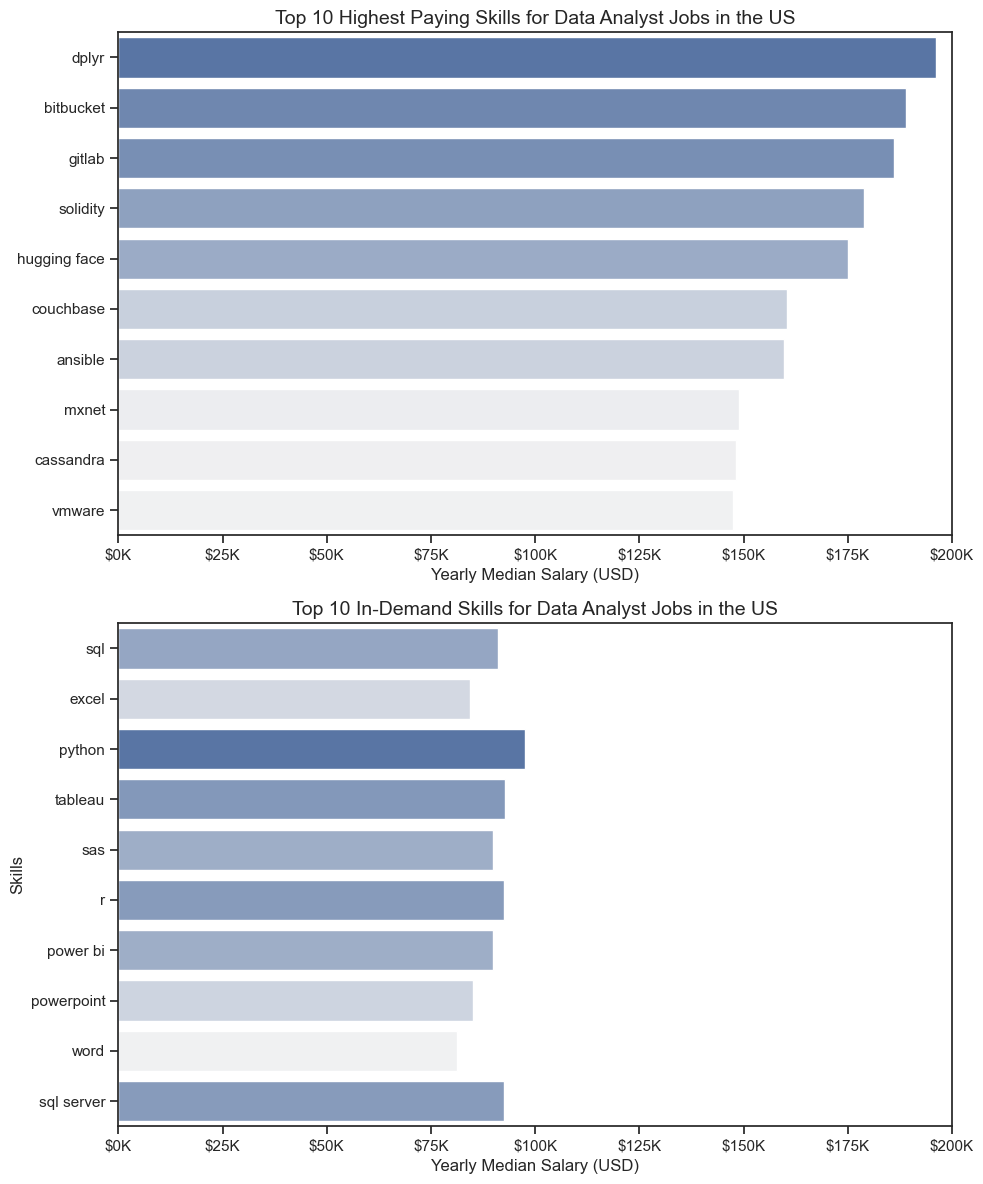 Top 10 Highest Paying Skills for Data Analyst Jobs in the US
dplyr
bitbucket
gitlab
solidity
hugging face
couchbase
ansible
mxnet
cassandra
vmware
$0K $25K $50K $75K $100K $125K $150K $175K $200K
Yearly Median Salary (USD)
Top 10 In-Demand Skills for Data Analyst Jobs in the US
Skills
sql
excel
python
tableau
sas
r
power bi
powerpoint
word
sql server
$0K $25K $50K $75K $100K $125K $150K $175K $200K
Yearly Median Salary (USD)